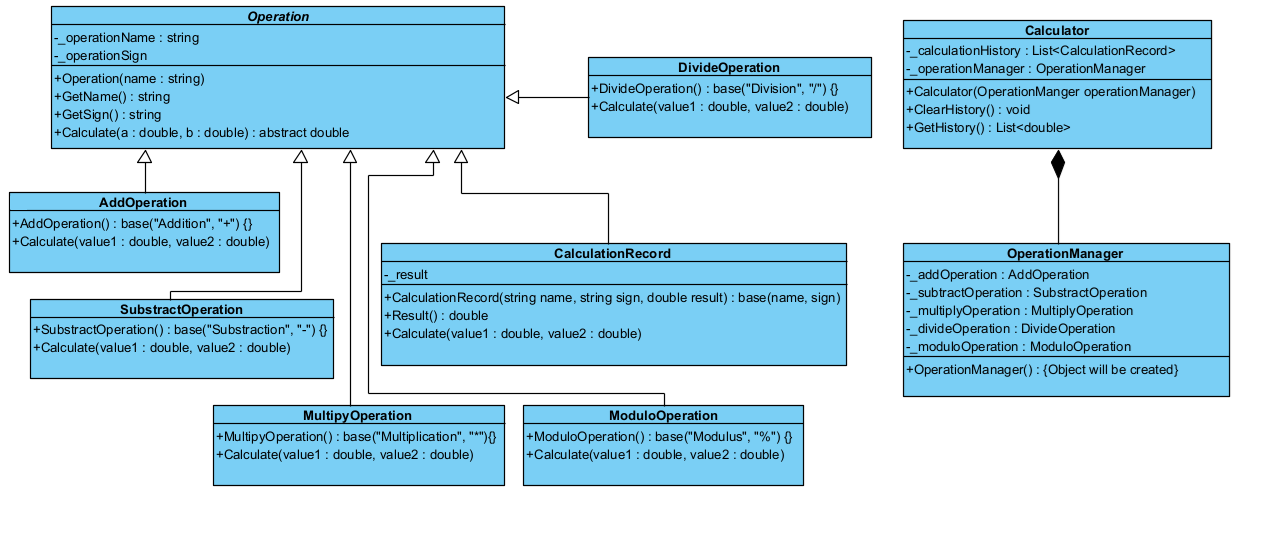 Operation
-_operationName : string
-_operationSign
+Operation(name : string)
+GetName() : string
+GetSign() : string
+Calculate(a : double, b : double) : abstract double
DivideOperation
+DivideOperation() : base("Division", "/") {}
+Calculate(value1 : double, value2 : double)
Calculator
-_calculationHistory : List<CalculationRecord>
-_operationManager : OperationManager
+Calculator(OperationManger operationManager)
+ClearHistory() : void
+GetHistory() : List<double>
AddOperation
+AddOperation() : base("Addition", "+") {}
+Calculate(value1 : double, value2 : double)
CalculationRecord
-_result
+CalculationRecord(string name, string sign, double result) : base(name, sign)
+Result() : double
+Calculate(value1 : double, value2 : double)
OperationManager
-_addOperation : AddOperation
-_subtractOperation : SubstractOperation
-_multiplyOperation : MultiplyOperation
-_divideOperation : DivideOperation
-_moduloOperation : ModuloOperation
+OperationManager() : {Object will be created}
SubstractOperation
+SubstractOperation() : base("Substraction", "-") {}
+Calculate(value1 : double, value2 : double)
MultipyOperation
+MultipyOperation() : base("Multiplication", "*"){}
+Calculate(value1 : double, value2 : double)
ModuloOperation
+ModuloOperation() : base("Modulus", "%") {}
+Calculate(value1 : double, value2 : double)